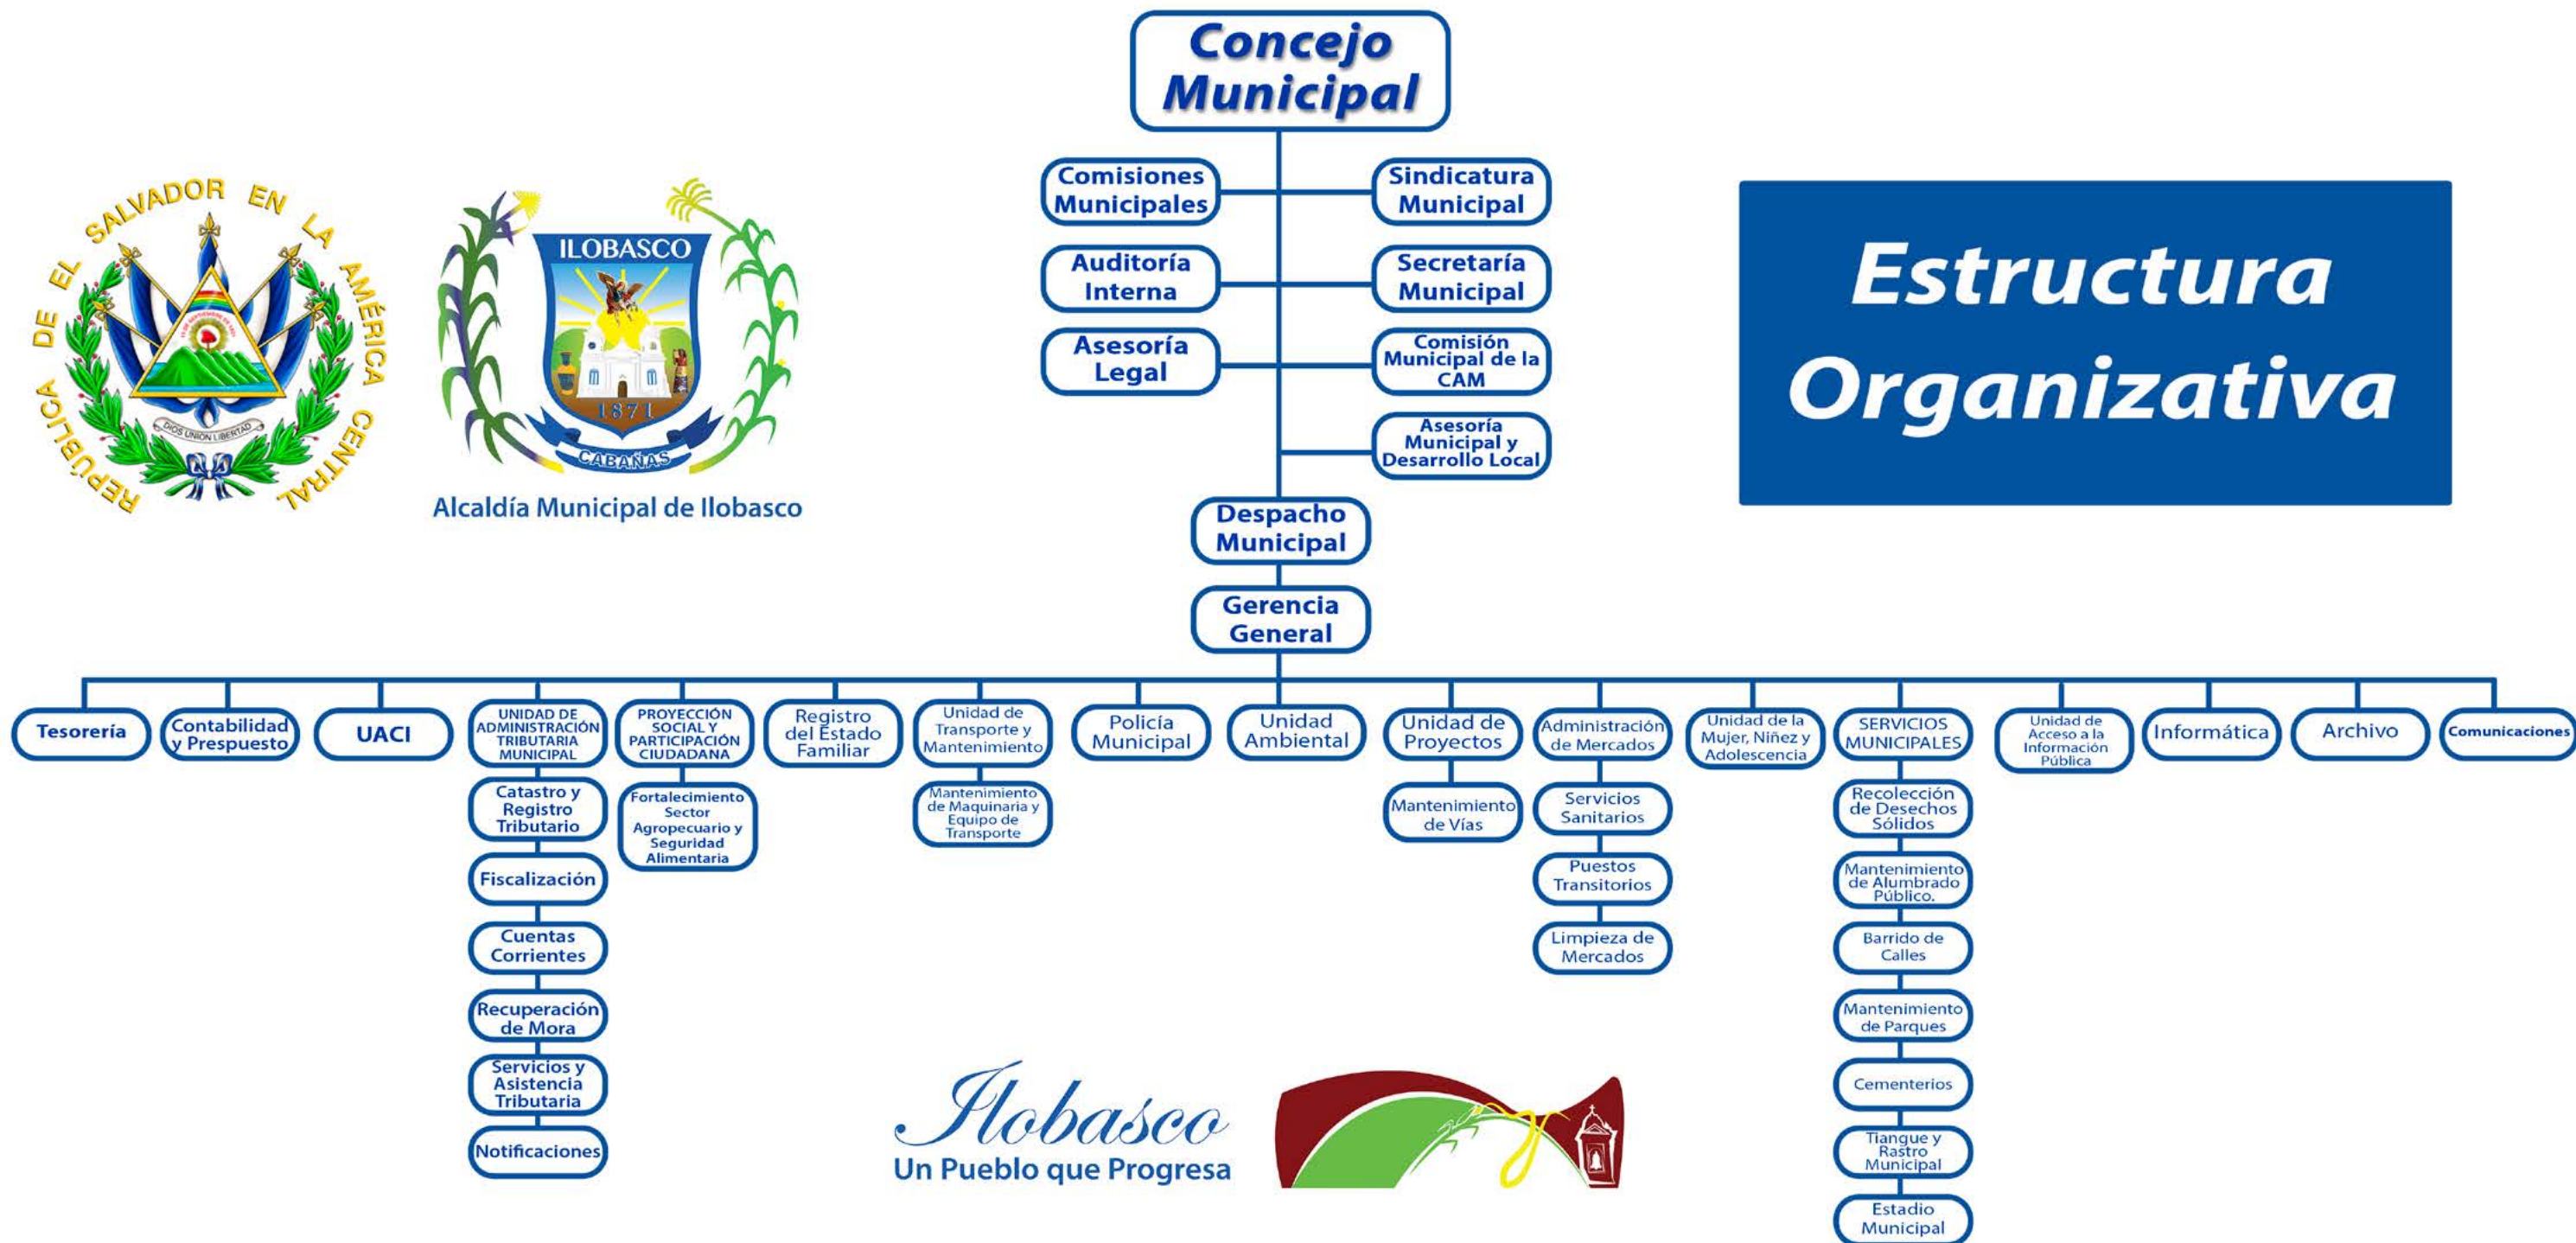 Concejo
Municipal
Comisiones
Municipales
Sindicatura
Municipal
Auditoría
Interna
Secretaría
Municipal
Asesoría
Legal
Comisión
Municipal de la
CAM
Asesoría
Municipal y
Desarrollo Local
Despacho
Municipal
Gerencia
General
REPÚBLICA DE EL SALVADOR EN LA AMÉRICA CENTRAL
15 DE SEPTIEMBRE DE 1821
DIOS UNION LIBERTAD
ILOBASCO
1871
CABAÑAS
Alcaldía Municipal de Ilobasco
Estructura
Organizativa
Tesorería
Contabilidad
y Prespuesto
UACI
UNIDAD DE
ADMINISTRACIÓN
TRIBUTARIA
MUNICIPAL
Catastro y
Registro
Tributario
Fiscalización
Cuentas
Corrientes
Recuperación
de Mora
Servicios y
Asistencia
Tributaria
Notificaciones
PROYECCIÓN
SOCIAL Y
PARTICIPACIÓN
CIUDADANA
Fortalecimiento
Sector
Agropecuario y
Seguridad
Alimentaria
Registro
del Estado
Familiar
Unidad de
Transporte y
Mantenimiento
Mantenimiento
de Maquinaria y
Equipo de
Transporte
Policía
Municipal
Unidad
Ambiental
Unidad de
Proyectos
Mantenimiento
de Vías
Administración
de Mercados
Servicios
Sanitarios
Puestos
Transitorios
Limpieza de
Mercados
Unidad de la
Mujer, Niñez y
Adolescencia
SERVICIOS
MUNICIPALES
Recolección
de Desechos
Sólidos
Mantenimiento
de Alumbrado
Público.
Barrido de
Calles
Mantenimiento
de Parques
Cementerios
Tiangue y
Rastro
Municipal
Estadio
Municipal
Unidad de
Acceso a la
Información
Pública
Informática
Archivo
Comunicaciones
Ilobasco
Un Pueblo que Progresa